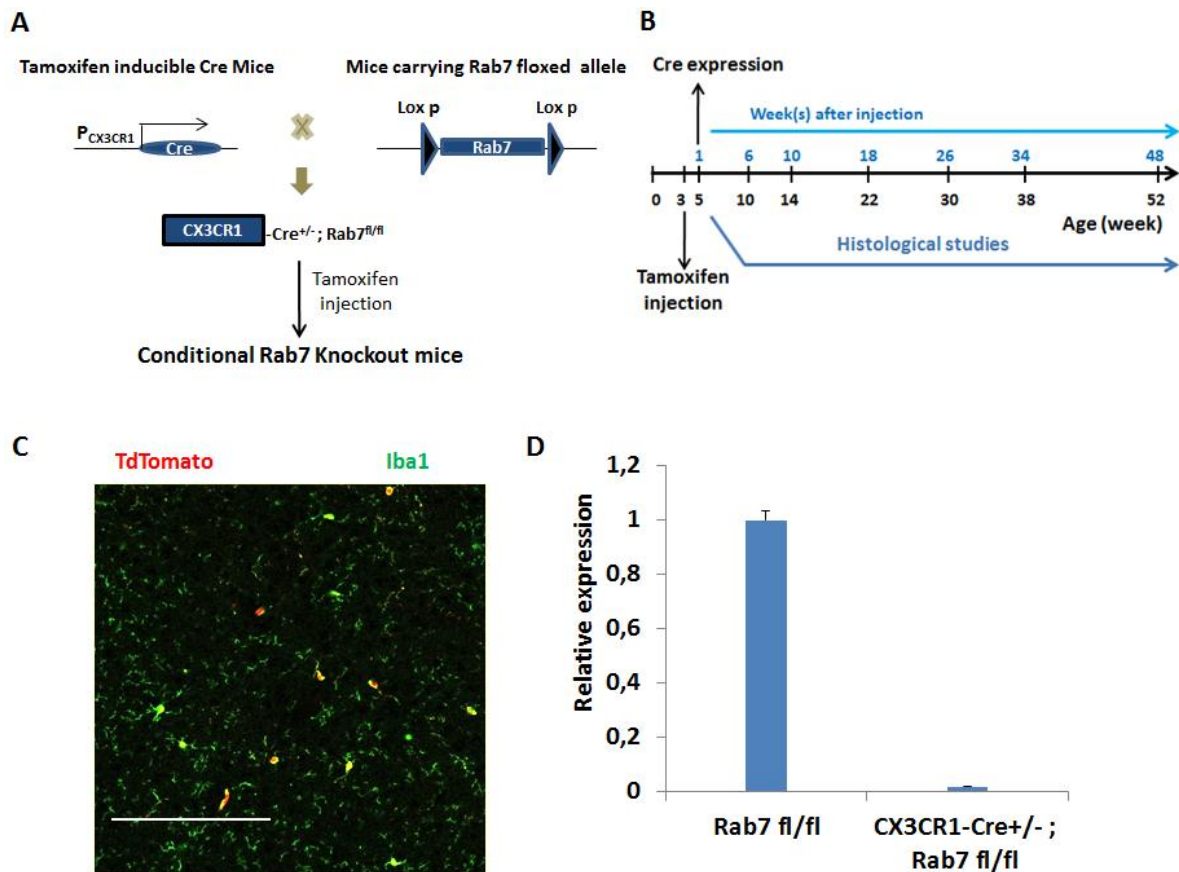 A
Tamoxifen inducible Cre Mice
Mice carrying Rab7 floxed allele
Lox p
Lox p
PCX3CR1
Cre
Rab7
CX3CR1
-Cre+/-; Rab7fl/fl
Tamoxifen
injection
Conditional Rab7 Knockout mice
B
Cre expression
Week(s) after injection
1 6 10 18 26 34 48
0 3 5 10 14 22 30 38 52
Age (week)
Histological studies
Tamoxifen
injection
C
TdTomato
Iba1
D
Relative expression
1,2
1
0,8
0,6
0,4
0,2
0
Rab7 fl/fl
CX3CR1-Cre+/- ;
Rab7 fl/fl